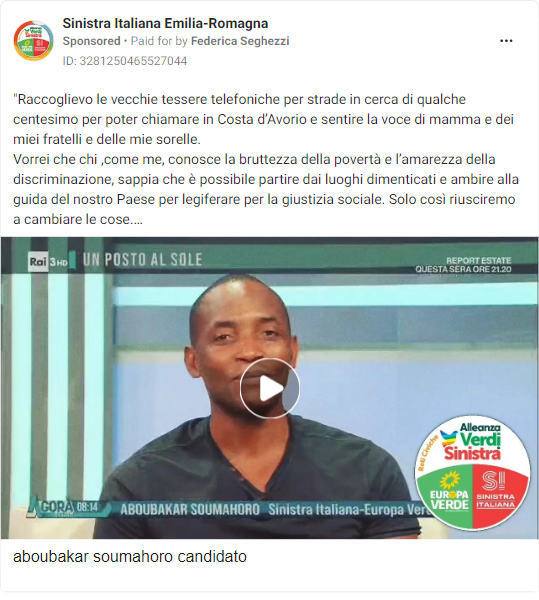 Sinistra Italiana Emilia-Romagna
Sponsored • Paid for by Federica Seghezzi
ID: 3281250465527044
"Raccoglievo le vecchie tessere telefoniche per strade in cerca di qualche
centesimo per poter chiamare in Costa d’Avorio e sentire la voce di mamma e dei
miei fratelli e delle mie sorelle.
Vorrei che chi ,come me, conosce la bruttezza della povertà e l’amarezza della
discriminazione, sappia che è possibile partire dai luoghi dimenticati e ambire alla
guida del nostro Paese per legiferare per la giustizia sociale. Solo così riusciremo
a cambiare le cose....
Rai 3HD UN POSTO AL SOLE
REPORT ESTATE
QUESTA SERA ORE 21.20
Alleanza
Verdi
Sinistra
Reti Civiche
EUROPA
VERDE
SI
SINISTRA
ITALIANA
AGORÀ 08:14 ABOUBAKAR SOUMAHORO Sinistra Italiana-Europa Ver
aboubakar soumahoro candidato